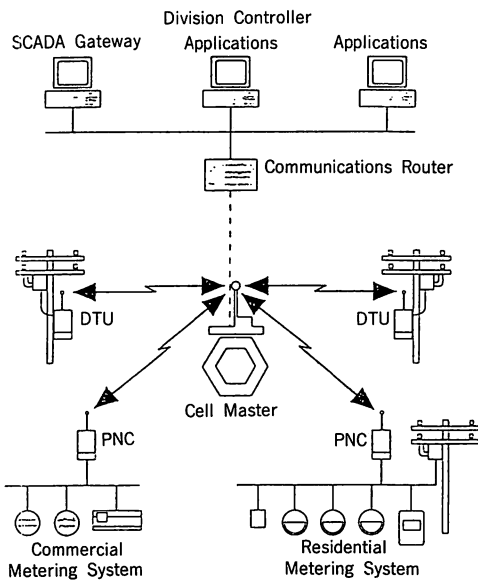 Division Controller
SCADA Gateway
Applications
Applications
Communications Router
DTU
DTU
Cell Master
PNC
PNC
Commercial
Metering System
Residential
Metering System